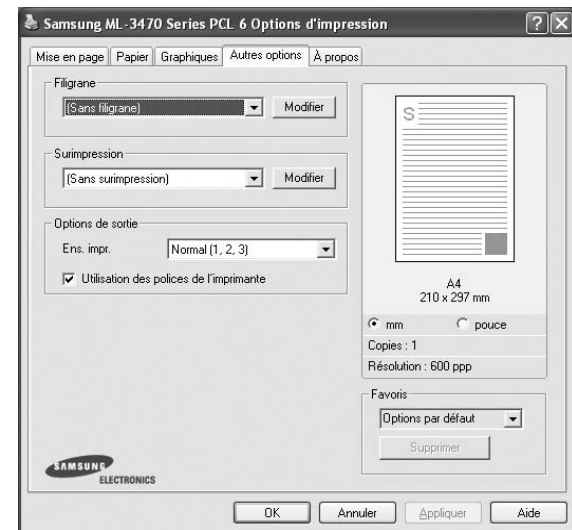 Samsung ML-3470 Series PCL 6 Options d'impression
Mise en page Papier Graphiques Autres options À propos
Filigrane
(Sans filigrane) Modifier
Surimpression
(Sans surimpression) Modifier
Options de sortie
Ens. impr. Normal (1, 2, 3)
Utilisation des polices de l'imprimante
S
A4
210 x 297 mm
mm pouce
Copies : 1
Résolution : 600 ppp
Favoris
Options par défaut
Supprimer
SAMSUNG
ELECTRONICS
OK Annuler Appliquer Aide